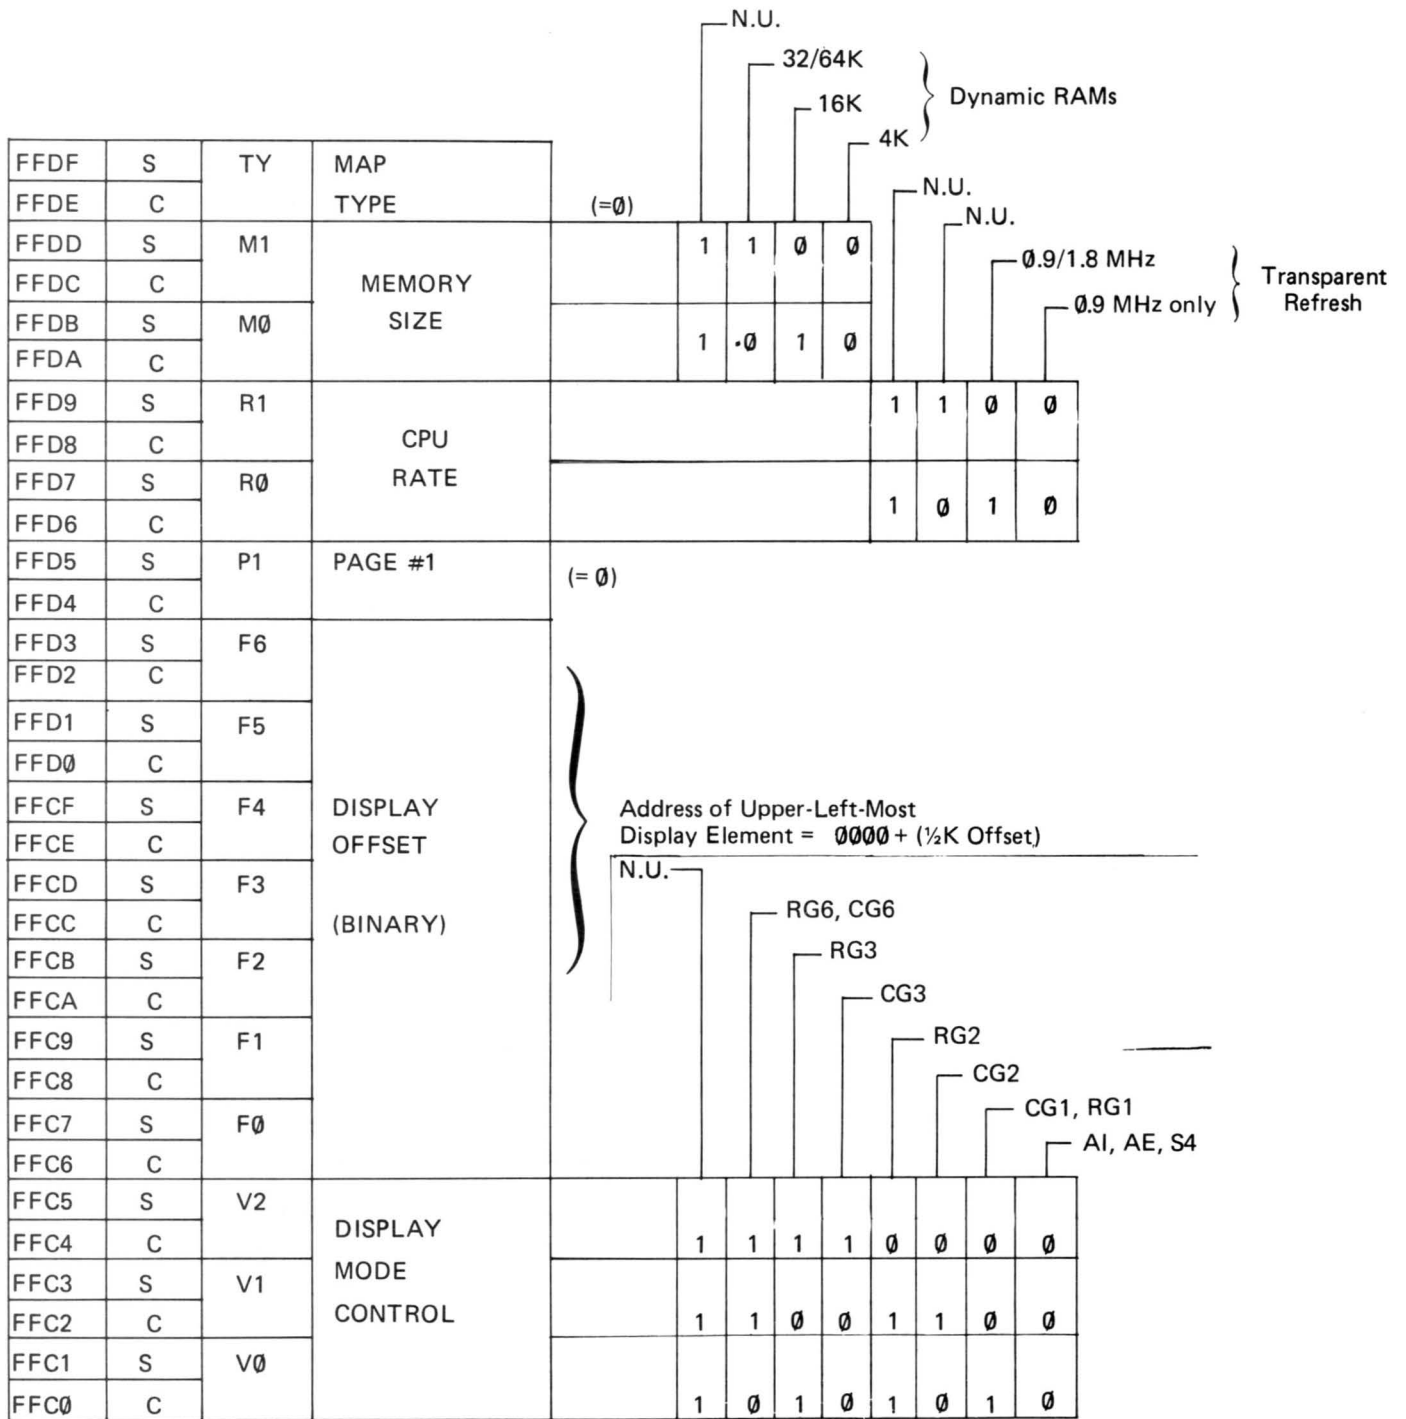 N.U.
32/64K
16K Dynamic RAMs
4K
FFDF S TY MAP
N.U.
FFDE C TYPE (=Ø)
N.U.
FFDD S M1 1 1 Ø Ø
Ø.9/1.8 MHz
FFDC C MEMORY Transparent
Ø.9 MHz only Refresh
FFDB S MØ SIZE
1 .Ø 1 Ø
FFDA C
FFD9 S R1 1 1 Ø Ø
FFD8 C CPU
FFD7 S RØ RATE
1 Ø 1 Ø
FFD6 C
FFD5 S P1 PAGE #1
(= Ø)
FFD4 C
FFD3 S F6
FFD2 C
FFD1 S F5
FFDØ C
FFCF S F4 DISPLAY Address of Upper-Left-Most
FFCE C OFFSET Display Element = ØØØØ + (½K Offset)
N.U.
FFCD S F3
FFCC C (BINARY) RG6, CG6
RG3
FFCB S F2
FFCA C CG3
FFC9 S F1 RG2
FFC8 C CG2
CG1, RG1
FFC7 S FØ
AI, AE, S4
FFC6 C
FFC5 S V2
DISPLAY
FFC4 C 1 1 1 1 Ø Ø Ø Ø
MODE
FFC3 S V1
FFC2 C CONTROL 1 1 Ø Ø 1 1 Ø Ø
FFC1 S VØ
FFCØ C 1 Ø 1 Ø 1 Ø 1 Ø